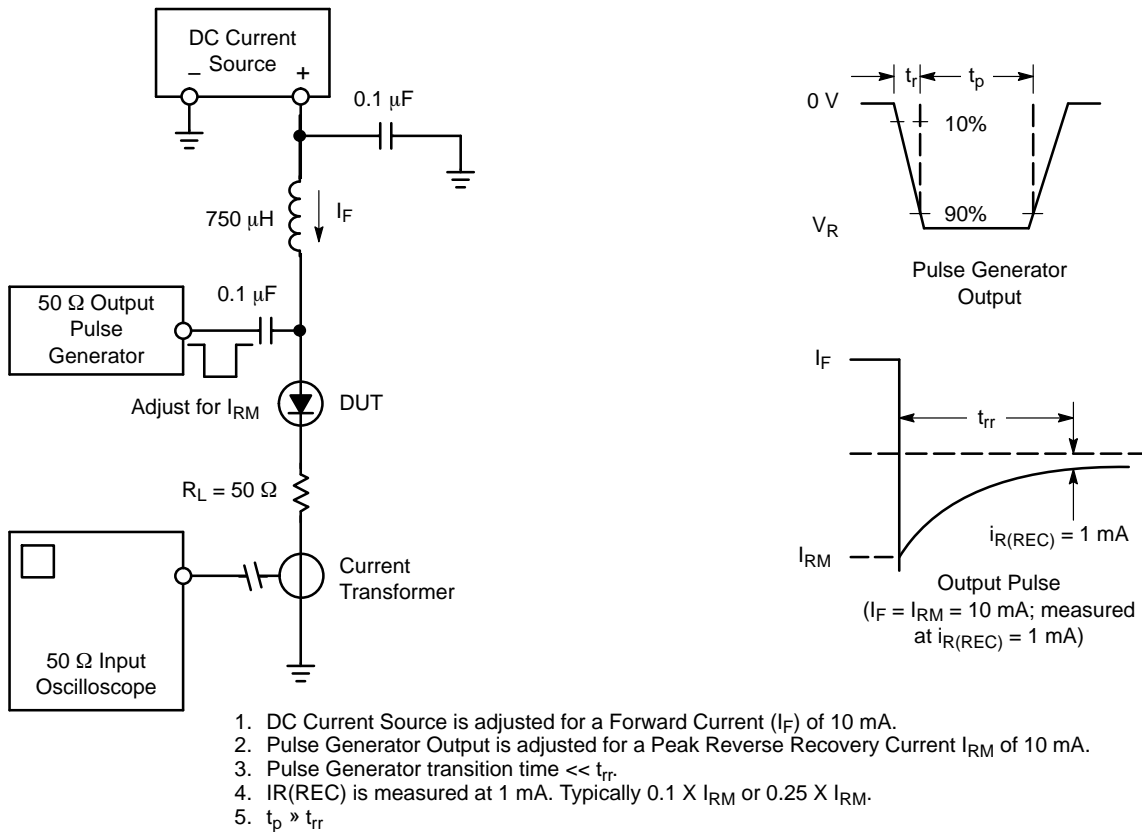 DC Current
Source
– +
0.1 μF
750 μH
I_F
50 Ω Output
Pulse
Generator
0.1 μF
Adjust for I_RM
DUT
R_L = 50 Ω
Current
Transformer
50 Ω Input
Oscilloscope
t_r t_p
0 V
10%
90%
V_R
Pulse Generator
Output
I_F
t_rr
i_R(REC) = 1 mA
I_RM
Output Pulse
(I_F = I_RM = 10 mA; measured
at i_R(REC) = 1 mA)
1. DC Current Source is adjusted for a Forward Current (I_F) of 10 mA.
2. Pulse Generator Output is adjusted for a Peak Reverse Recovery Current I_RM of 10 mA.
3. Pulse Generator transition time << t_rr.
4. IR(REC) is measured at 1 mA. Typically 0.1 X I_RM or 0.25 X I_RM.
5. t_p » t_rr